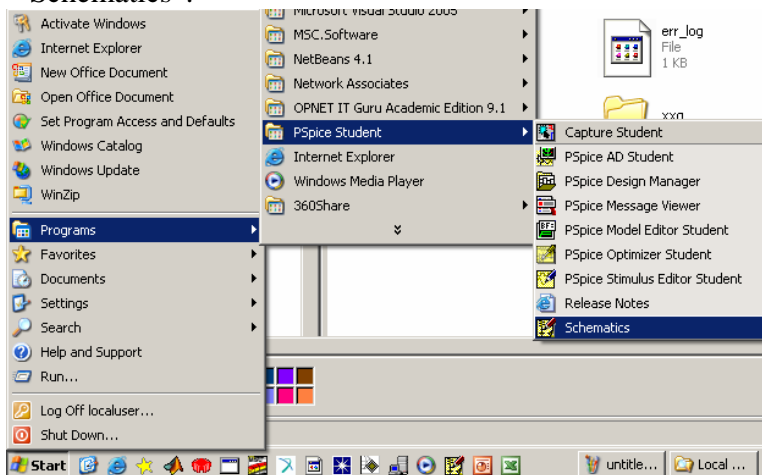 Schematics".
Activate Windows
Internet Explorer
New Office Document
Open Office Document
Set Program Access and Defaults
Windows Catalog
Windows Update
WinZip
Programs
Favorites
Documents
Settings
Search
Help and Support
Run...
Log Off localuser...
Shut Down...
Microsoft Visual Studio 2005
MSC.Software
NetBeans 4.1
Network Associates
OPNET IT Guru Academic Edition 9.1
PSpice Student
Internet Explorer
Windows Media Player
360Share
Capture Student
PSpice AD Student
PSpice Design Manager
PSpice Message Viewer
PSpice Model Editor Student
PSpice Optimizer Student
PSpice Stimulus Editor Student
Release Notes
Schematics
err_log
File
1 KB
Start
untitle...
Local ...